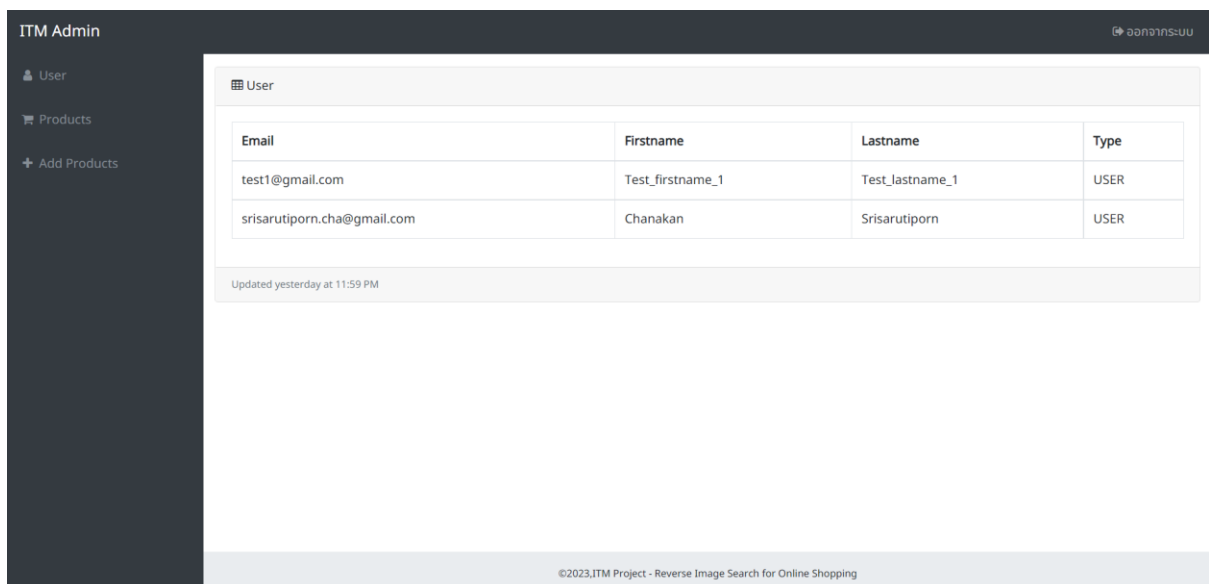 ITM Admin
ออกจากระบบ
User
Products
Add Products
User
Email Firstname Lastname Type
test1@gmail.com Test_firstname_1 Test_lastname_1 USER
srisarutiporn.cha@gmail.com Chanakan Srisarutiporn USER
Updated yesterday at 11:59 PM
©2023,ITM Project - Reverse Image Search for Online Shopping